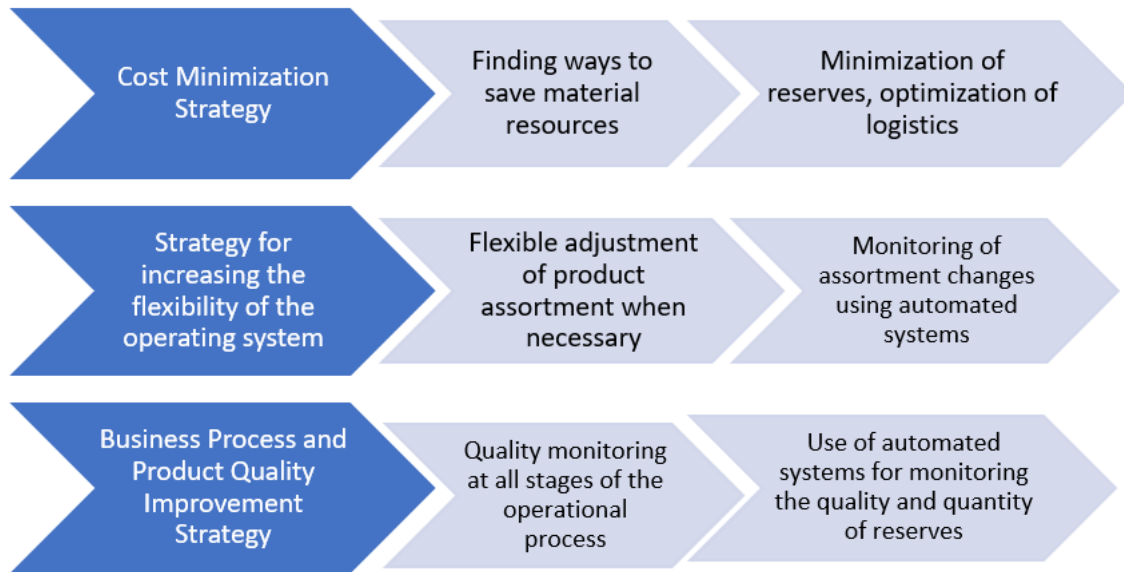 Cost Minimization
Strategy
Finding ways to
save material
resources
Minimization of
reserves, optimization of
logistics
Strategy for
increasing the
flexibility of the
operating system
Flexible adjustment
of product
assortment when
necessary
Monitoring of
assortment changes
using automated
systems
Business Process and
Product Quality
Improvement
Strategy
Quality monitoring
at all stages of the
operational
process
Use of automated
systems for monitoring
the quality and quantity
of reserves